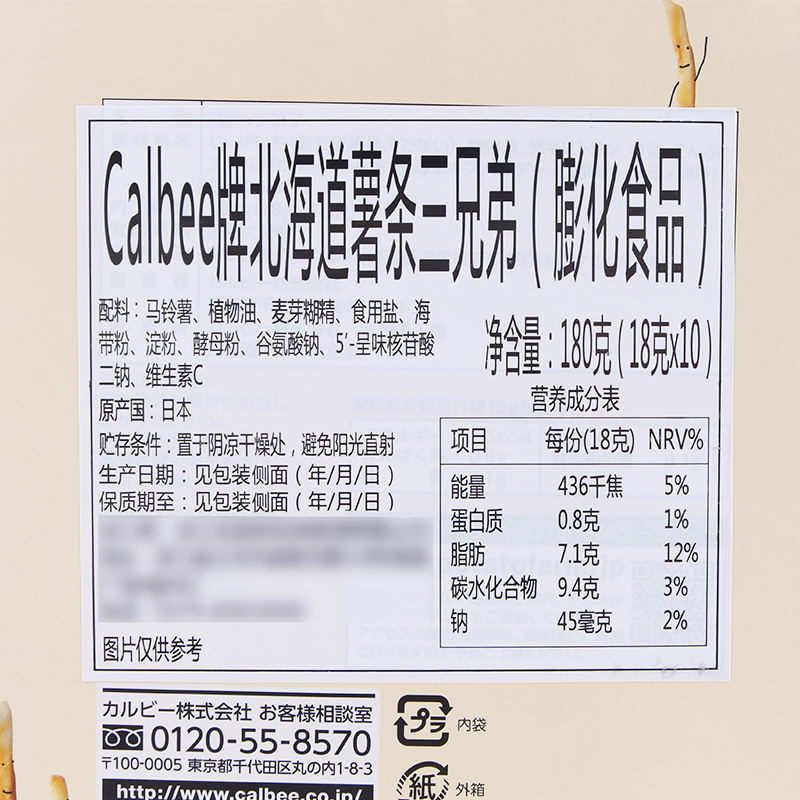 Calbee牌北海道薯条三兄弟（膨化食品）
配料：马铃薯、植物油、麦芽糊精、食用盐、海
带粉、淀粉、酵母粉、谷氨酸钠、5′-呈味核苷酸
二钠、维生素C
原产国：日本
贮存条件：置于阴凉干燥处，避免阳光直射
生产日期：见包装侧面（年/月/日）
保质期至：见包装侧面（年/月/日）
图片仅供参考
净含量：180克（18克x10）
营养成分表
项目 每份(18克) NRV%
能量 436千焦 5%
蛋白质 0.8克 1%
脂肪 7.1克 12%
碳水化合物 9.4克 3%
钠 45毫克 2%
カルビー株式会社 お客様相談室
0120-55-8570
〒100-0005 東京都千代田区丸の内1-8-3
http://www.calbee.co.jp/
プラ 内袋
紙 外箱